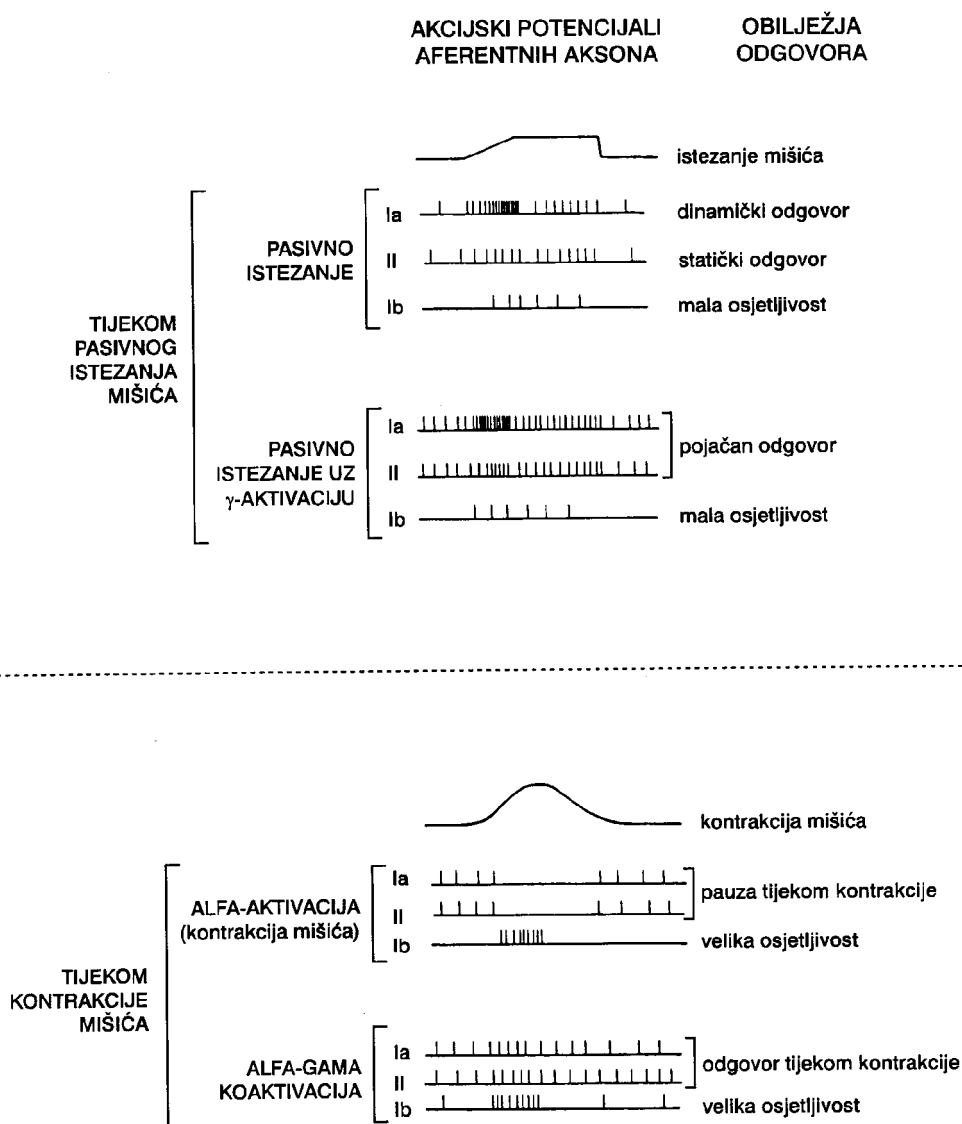 AKCIJSKI POTENCIJALI
AFERENTNIH AKSONA
OBILJEŽJA
ODGOVORA
istezanje mišića
TIJEKOM
PASIVNOG
ISTEZANJA
MIŠIĆA
PASIVNO
ISTEZANJE
Ia
dinamički odgovor
II
statički odgovor
Ib
mala osjetljivost
PASIVNO
ISTEZANJE UZ
γ-AKTIVACIJU
Ia
II
pojačan odgovor
Ib
mala osjetljivost
kontrakcija mišića
TIJEKOM
KONTRAKCIJE
MIŠIĆA
ALFA-AKTIVACIJA
(kontrakcija mišića)
Ia
II
pauza tijekom kontrakcije
Ib
velika osjetljivost
ALFA-GAMA
KOAKTIVACIJA
Ia
II
odgovor tijekom kontrakcije
Ib
velika osjetljivost